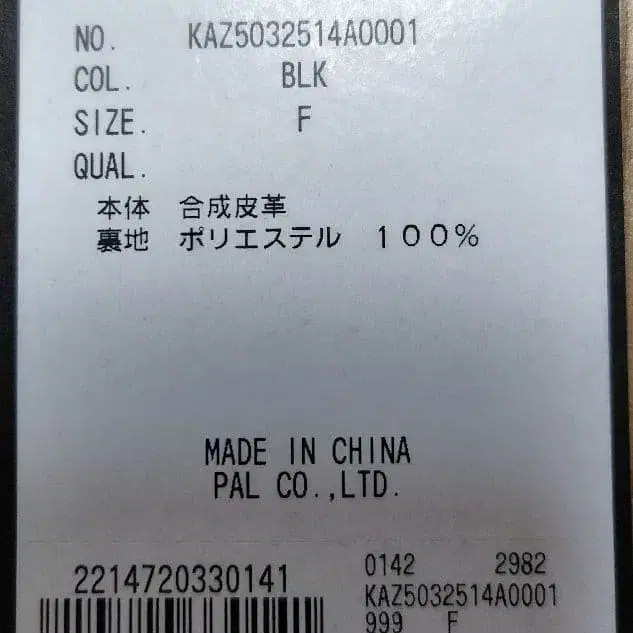 NO. KAZ5032514A0001
COL. BLK
SIZE. F
QUAL.
本体 合成皮革
裏地 ポリエステル 100%
MADE IN CHINA
PAL CO.,LTD.
2214720330141
0142 2982
KAZ5032514A0001
999 F